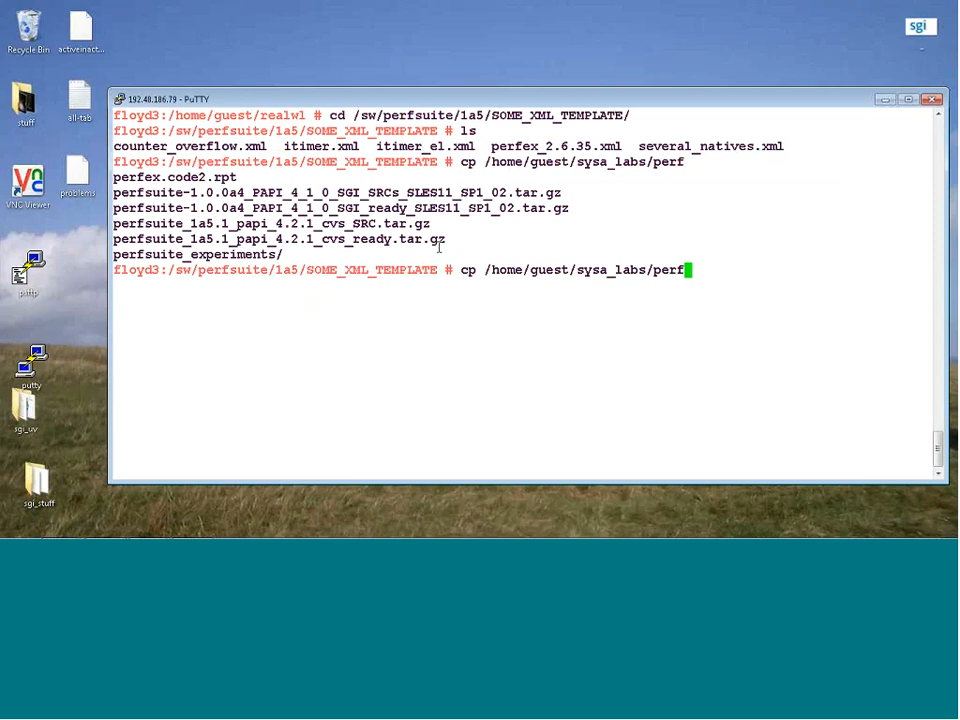 sgi
Recycle Bin
activeinact...
stuff
all-tab
VNC Viewer
problems
psftp
putty
sgi_uv
sgi_stuff
192.48.186.79 - PuTTY
floyd3:/home/guest/realwl # cd /sw/perfsuite/1a5/SOME_XML_TEMPLATE/
floyd3:/sw/perfsuite/1a5/SOME_XML_TEMPLATE # ls
counter_overflow.xml  itimer.xml  itimer_el.xml  perfex_2.6.35.xml  several_natives.xml
floyd3:/sw/perfsuite/1a5/SOME_XML_TEMPLATE # cp /home/guest/sysa_labs/perf
perfex.code2.rpt
perfsuite-1.0.0a4_PAPI_4_1_0_SGI_SRCs_SLES11_SP1_02.tar.gz
perfsuite-1.0.0a4_PAPI_4_1_0_SGI_ready_SLES11_SP1_02.tar.gz
perfsuite_1a5.1_papi_4.2.1_cvs_SRC.tar.gz
perfsuite_1a5.1_papi_4.2.1_cvs_ready.tar.gz
perfsuite_experiments/
floyd3:/sw/perfsuite/1a5/SOME_XML_TEMPLATE # cp /home/guest/sysa_labs/perf